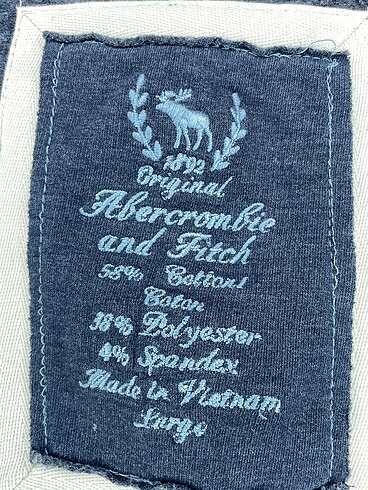 1892
Original
Abercrombie
and Fitch
58% Cotton/
Coton
38% Polyester
4% Spandex
Made in Vietnam
Large